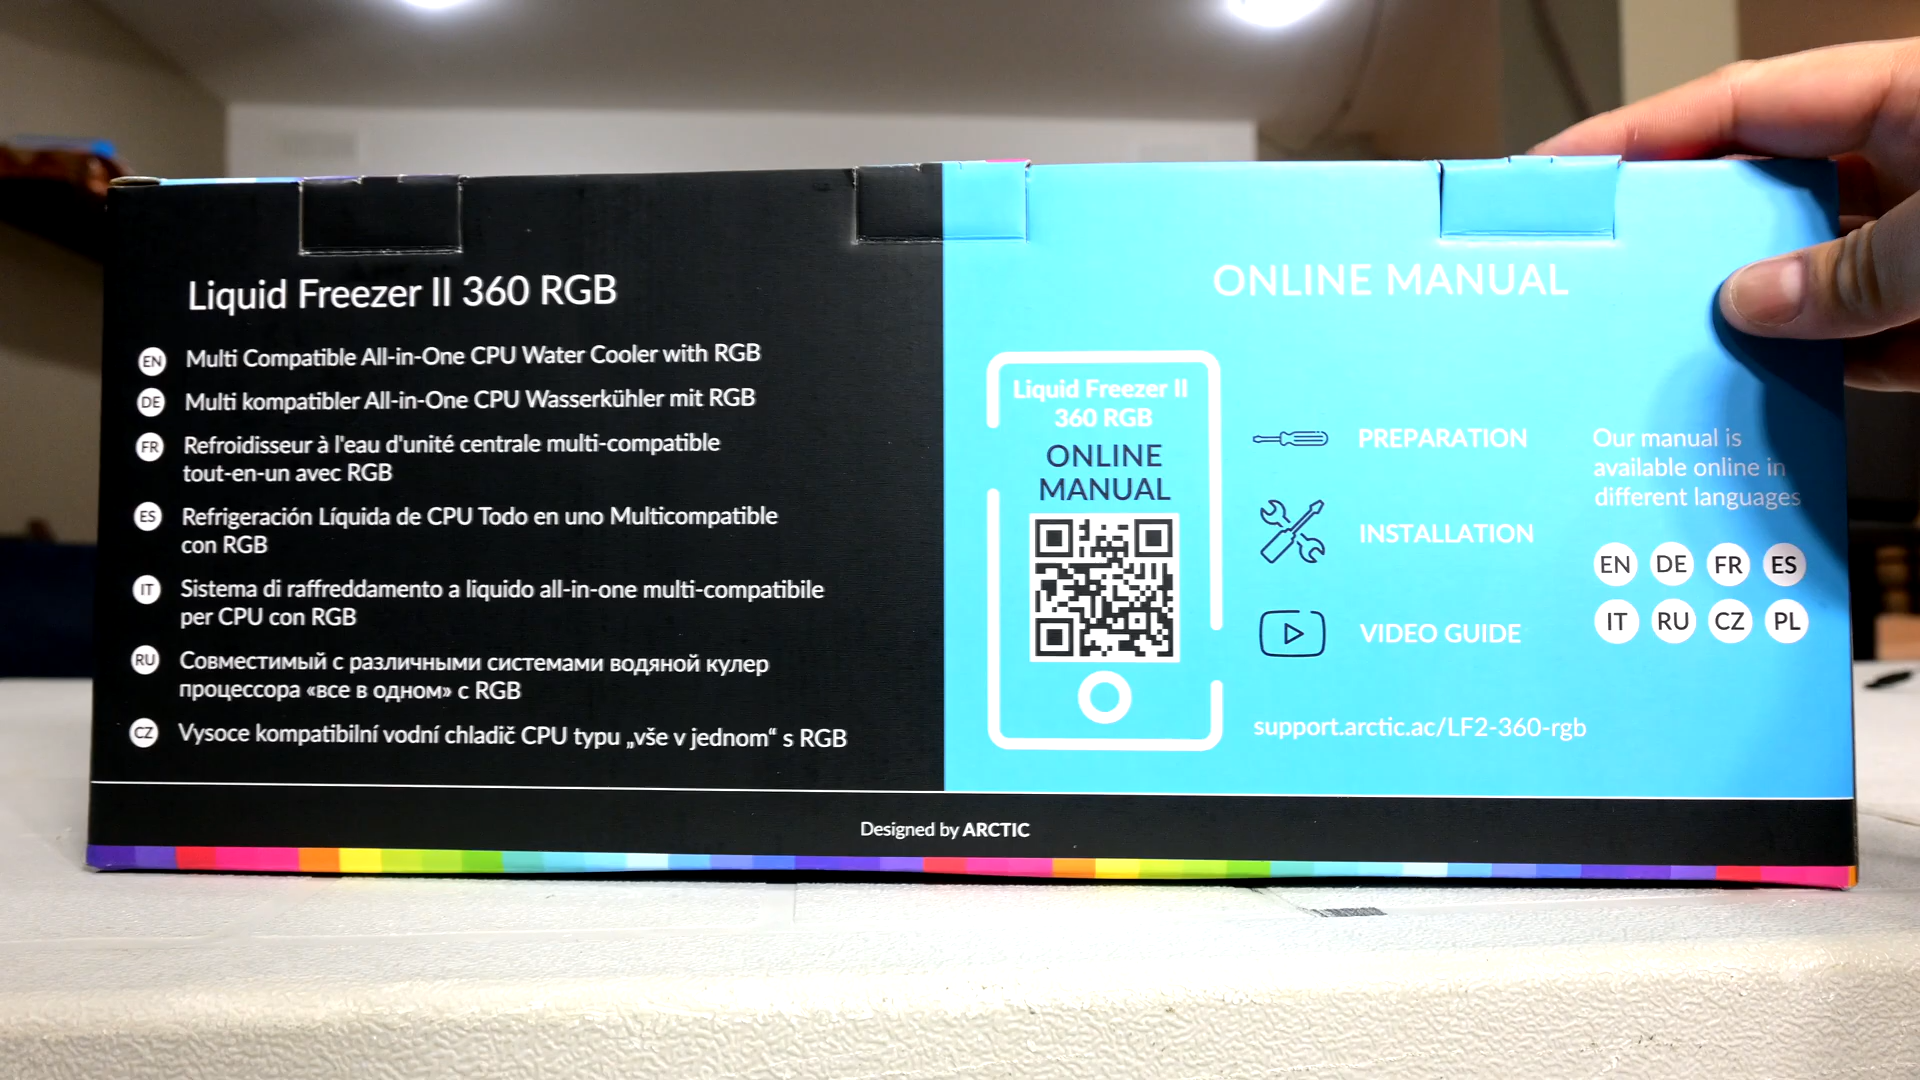 Liquid Freezer II 360 RGB
EN Multi Compatible All-in-One CPU Water Cooler with RGB
DE Multi kompatibler All-in-One CPU Wasserkühler mit RGB
FR Refroidisseur à l'eau d'unité centrale multi-compatible
tout-en-un avec RGB
ES Refrigeración Líquida de CPU Todo en uno Multicompatible
con RGB
IT Sistema di raffreddamento a liquido all-in-one multi-compatibile
per CPU con RGB
RU Совместимый с различными системами водяной кулер
процессора «все в одном» с RGB
CZ Vysoce kompatibilní vodní chladič CPU typu „vše v jednom“ s RGB
ONLINE MANUAL
Liquid Freezer II
360 RGB
ONLINE
MANUAL
PREPARATION
INSTALLATION
VIDEO GUIDE
support.arctic.ac/LF2-360-rgb
Our manual is
available online in
different languages
EN DE FR ES
IT RU CZ PL
Designed by ARCTIC